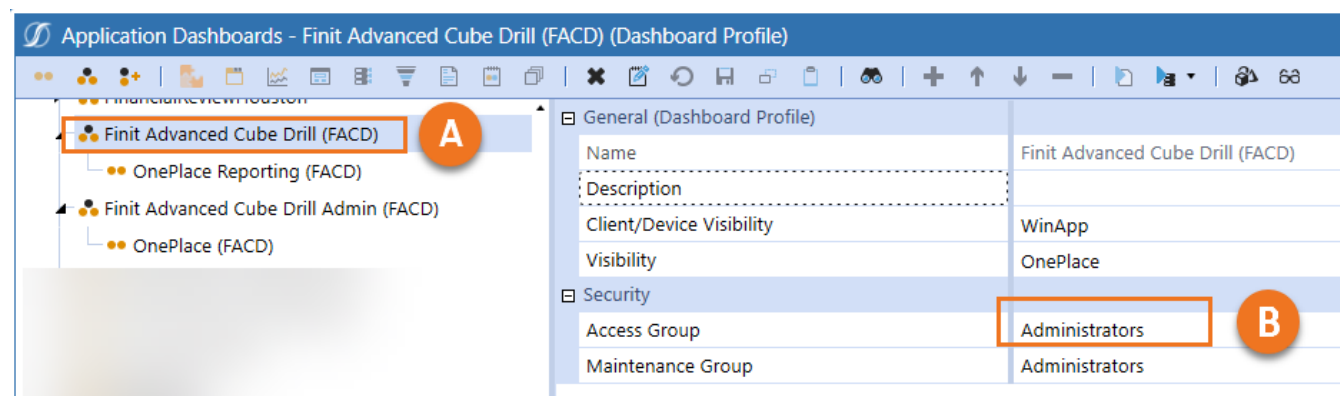 Application Dashboards - Finit Advanced Cube Drill (FACD) (Dashboard Profile)
FinancialReviewHouston
Finit Advanced Cube Drill (FACD)
A
OnePlace Reporting (FACD)
Finit Advanced Cube Drill Admin (FACD)
OnePlace (FACD)
General (Dashboard Profile)
Name Finit Advanced Cube Drill (FACD)
Description
Client/Device Visibility WinApp
Visibility OnePlace
Security
Access Group Administrators
B
Maintenance Group Administrators